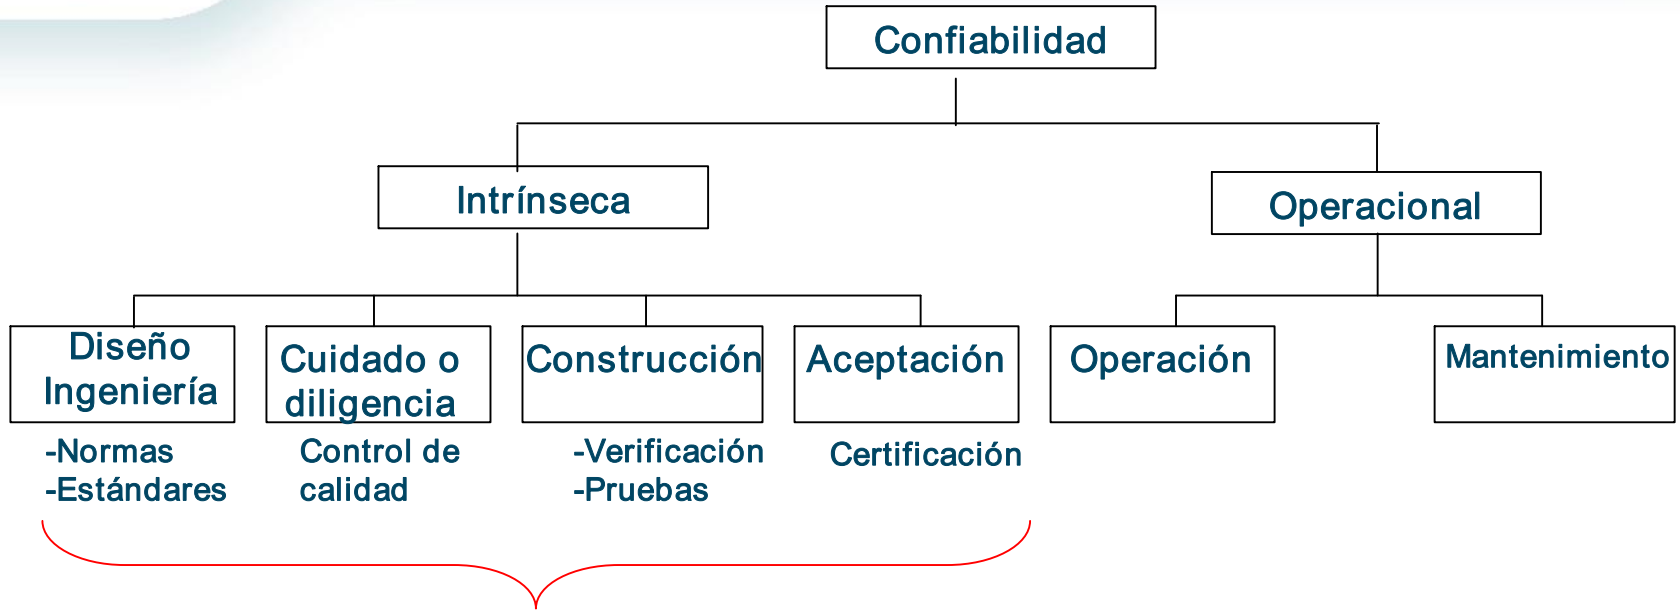 Confiabilidad
Intrínseca
Operacional
Diseño
Ingeniería
Cuidado o
diligencia
Construcción
Aceptación
Operación
Mantenimiento
-Normas
-Estándares
Control de
calidad
-Verificación
-Pruebas
Certificación